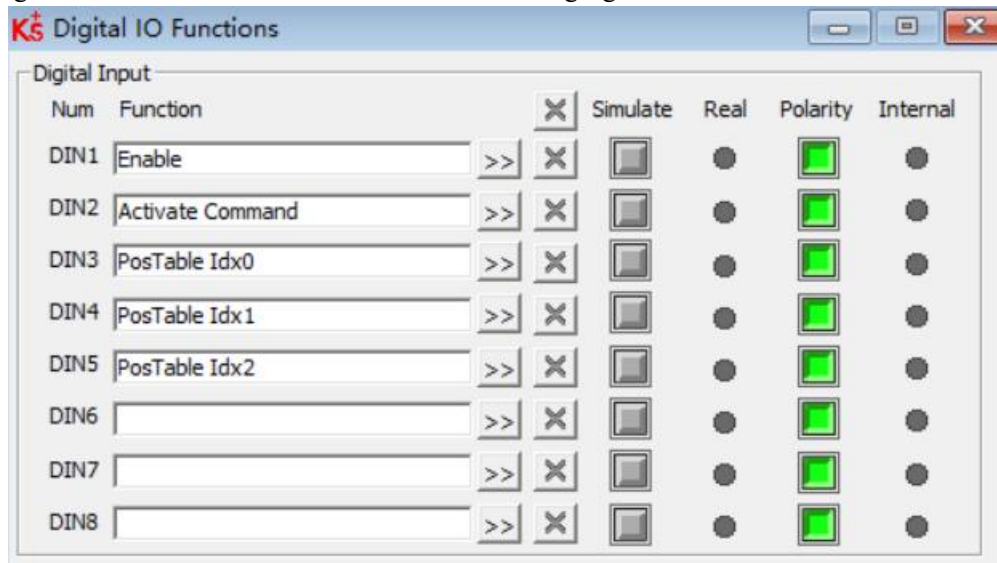 Kṡ Digital IO Functions
Digital Input
Num Function Simulate Real Polarity Internal
DIN1 Enable >>
DIN2 Activate Command >>
DIN3 PosTable Idx0 >>
DIN4 PosTable Idx1 >>
DIN5 PosTable Idx2 >>
DIN6 >>
DIN7 >>
DIN8 >>